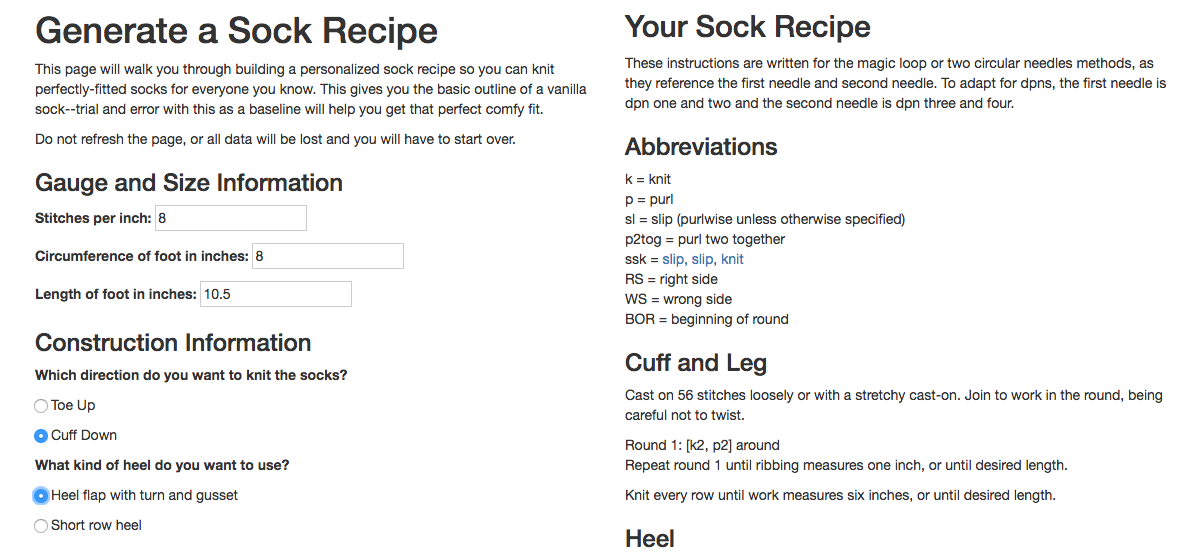 Generate a Sock Recipe
This page will walk you through building a personalized sock recipe so you can knit
perfectly-fitted socks for everyone you know. This gives you the basic outline of a vanilla
sock--trial and error with this as a baseline will help you get that perfect comfy fit.
Do not refresh the page, or all data will be lost and you will have to start over.
Gauge and Size Information
Stitches per inch: 8
Circumference of foot in inches: 8
Length of foot in inches: 10.5
Construction Information
Which direction do you want to knit the socks?
Toe Up
Cuff Down
What kind of heel do you want to use?
Heel flap with turn and gusset
Short row heel
Your Sock Recipe
These instructions are written for the magic loop or two circular needles methods, as
they reference the first needle and second needle. To adapt for dpns, the first needle is
dpn one and two and the second needle is dpn three and four.
Abbreviations
k = knit
p = purl
sl = slip (purlwise unless otherwise specified)
p2tog = purl two together
ssk = slip, slip, knit
RS = right side
WS = wrong side
BOR = beginning of round
Cuff and Leg
Cast on 56 stitches loosely or with a stretchy cast-on. Join to work in the round, being
careful not to twist.
Round 1: [k2, p2] around
Repeat round 1 until ribbing measures one inch, or until desired length.
Knit every row until work measures six inches, or until desired length.
Heel